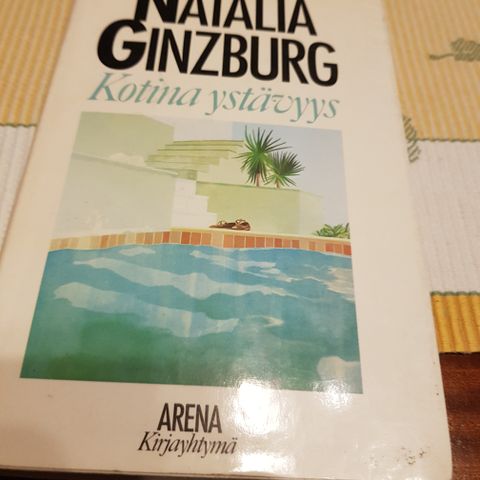 NATALIA
GINZBURG
Kotina ystävyys
ARENA
Kirjayhtymä